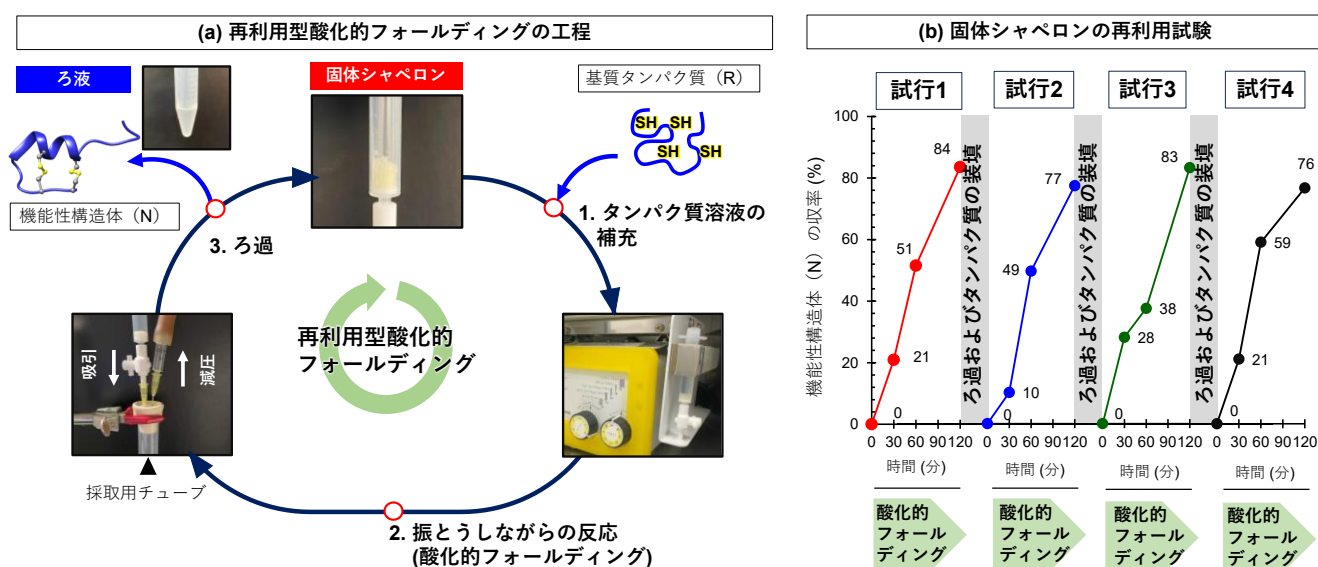 (a) 再利用型酸化的フォールディングの工程
ろ液
固体シャペロン
基質タンパク質（R）
SH SH
SH SH
機能性構造体（N）
1. タンパク質溶液の
補充
3. ろ過
再利用型酸化的
フォールディング
吸引
減圧
採取用チューブ
2. 振とうしながらの反応
(酸化的フォールディング)
(b) 固体シャペロンの再利用試験
試行1
試行2
試行3
試行4
機能性構造体（N）の収率 (%)
100
80
60
40
20
0
0
21
51
84
ろ過およびタンパク質の装填
0
10
49
77
ろ過およびタンパク質の装填
0
28
38
83
ろ過およびタンパク質の装填
0
21
59
76
0 30 60 90 120
0 30 60 90 120
0 30 60 90 120
0 30 60 90 120
時間 (分)
時間 (分)
時間 (分)
時間 (分)
酸化的
フォール
ディング
酸化的
フォール
ディング
酸化的
フォール
ディング
酸化的
フォール
ディング